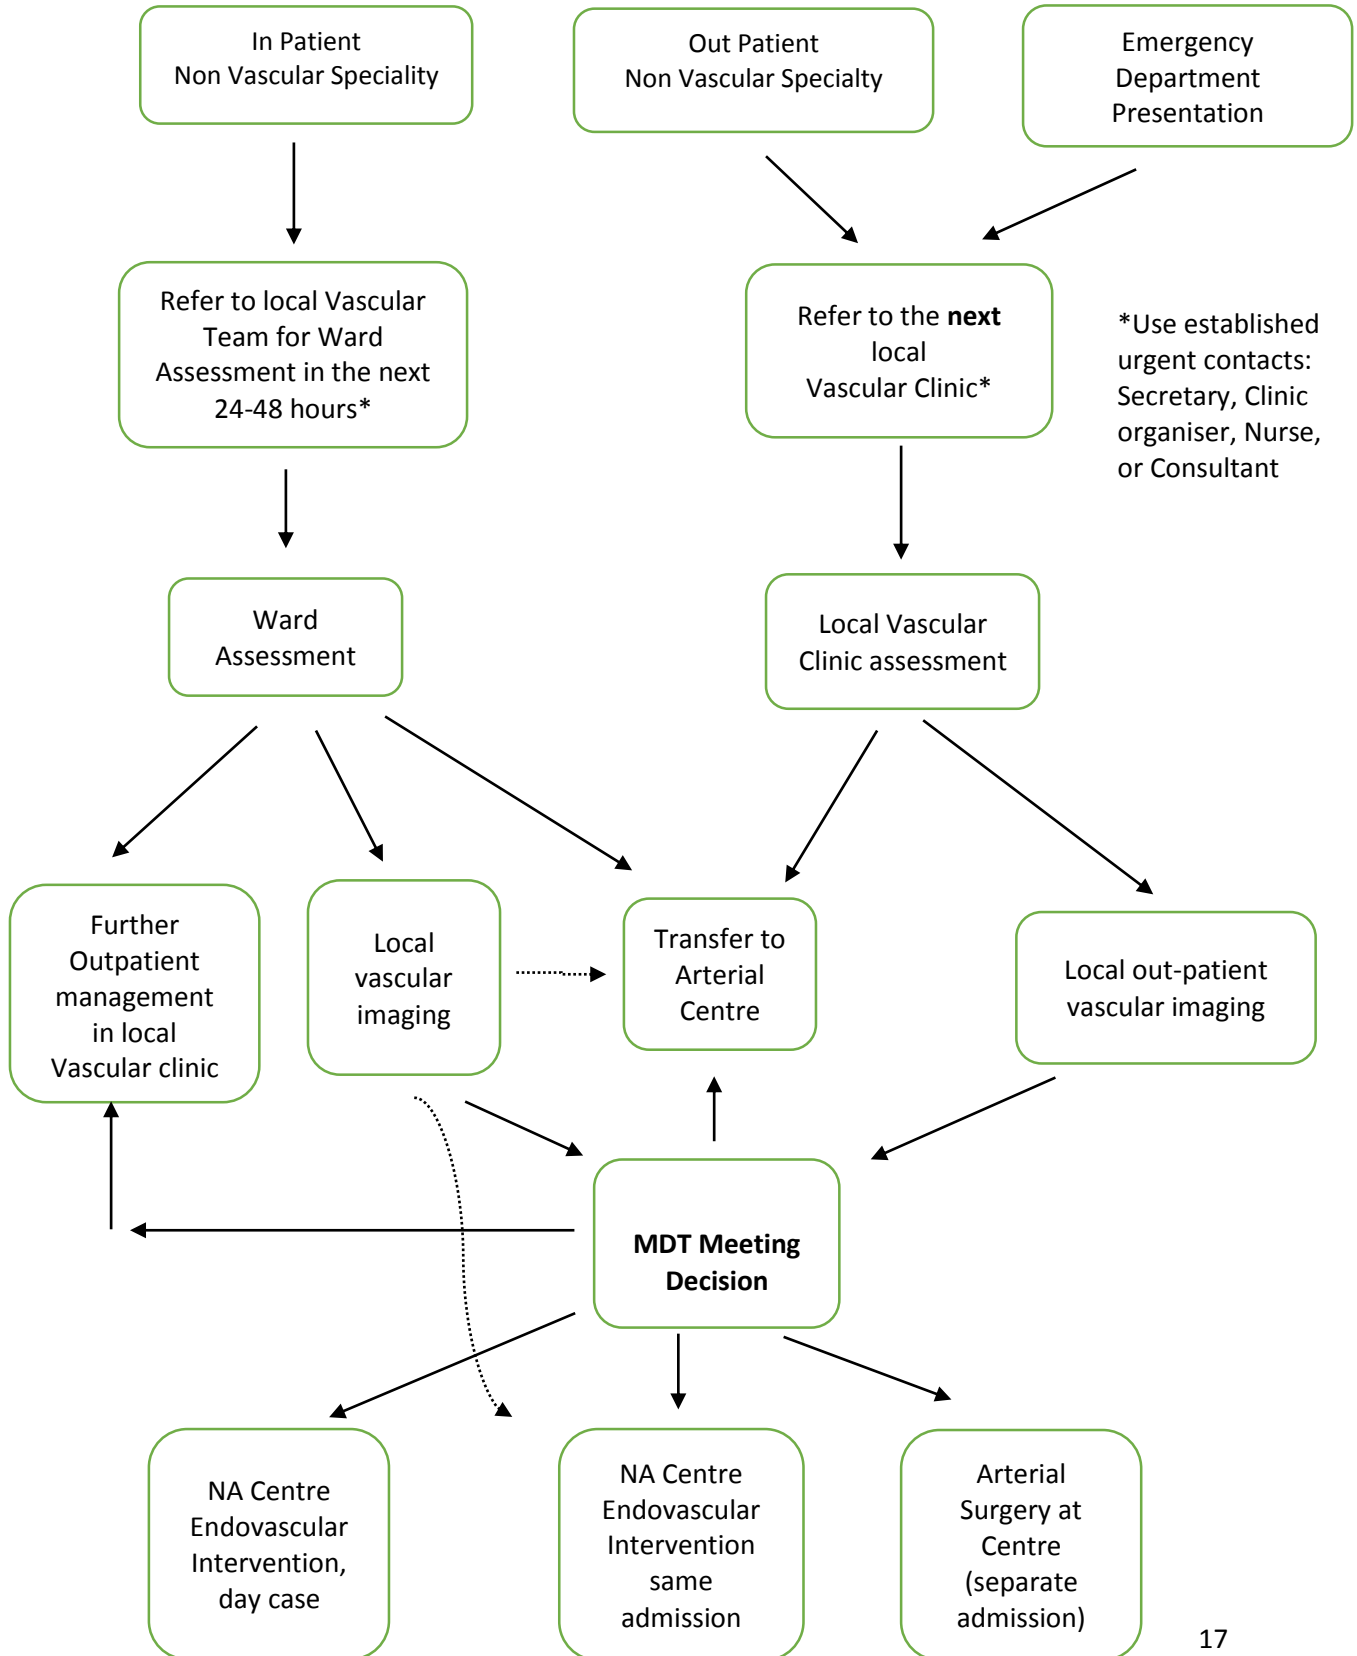 In Patient
Non Vascular Speciality
Out Patient
Non Vascular Specialty
Emergency
Department
Presentation
Refer to local Vascular
Team for Ward
Assessment in the next
24-48 hours*
Refer to the next
local
Vascular Clinic*
*Use established
urgent contacts:
Secretary, Clinic
organiser, Nurse,
or Consultant
Ward
Assessment
Local Vascular
Clinic assessment
Further
Outpatient
management
in local
Vascular clinic
Local
vascular
imaging
Transfer to
Arterial
Centre
Local out-patient
vascular imaging
MDT Meeting
Decision
NA Centre
Endovascular
Intervention,
day case
NA Centre
Endovascular
Intervention
same
admission
Arterial
Surgery at
Centre
(separate
admission)
17